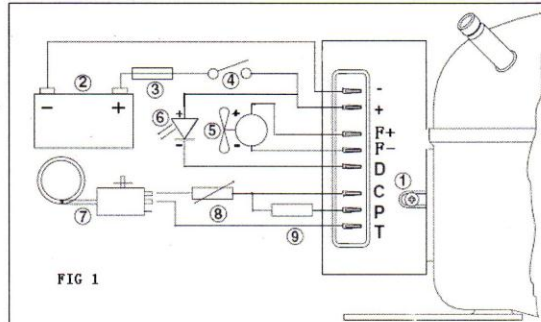 ②
③
④
-
+
⑥
+
-
⑤
+
-
-
+
F+
F-
D
C
P
T
①
⑦
⑧
⑨
FIG 1